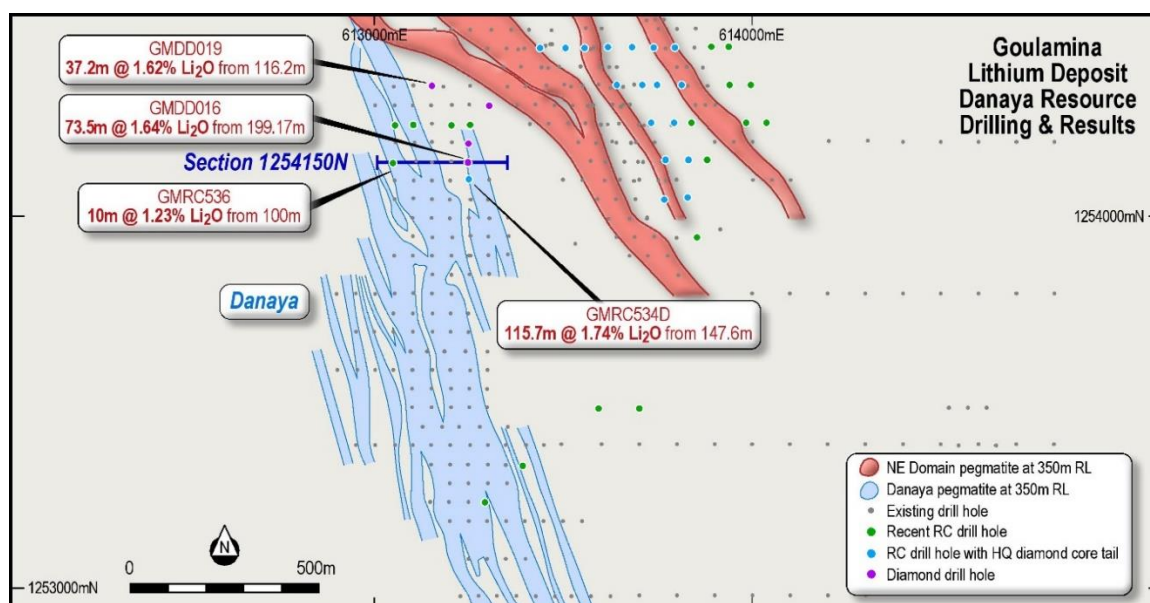 613000mE
614000mE
Goulamina
Lithium Deposit
Danaya Resource
Drilling & Results
GMDD019
37.2m @ 1.62% Li₂O from 116.2m
GMDD016
73.5m @ 1.64% Li₂O from 199.17m
Section 1254150N
GMRC536
10m @ 1.23% Li₂O from 100m
1254000mN
Danaya
GMRC534D
115.7m @ 1.74% Li₂O from 147.6m
NE Domain pegmatite at 350m RL
Danaya pegmatite at 350m RL
Existing drill hole
Recent RC drill hole
RC drill hole with HQ diamond core tail
Diamond drill hole
N
0
500m
1253000mN